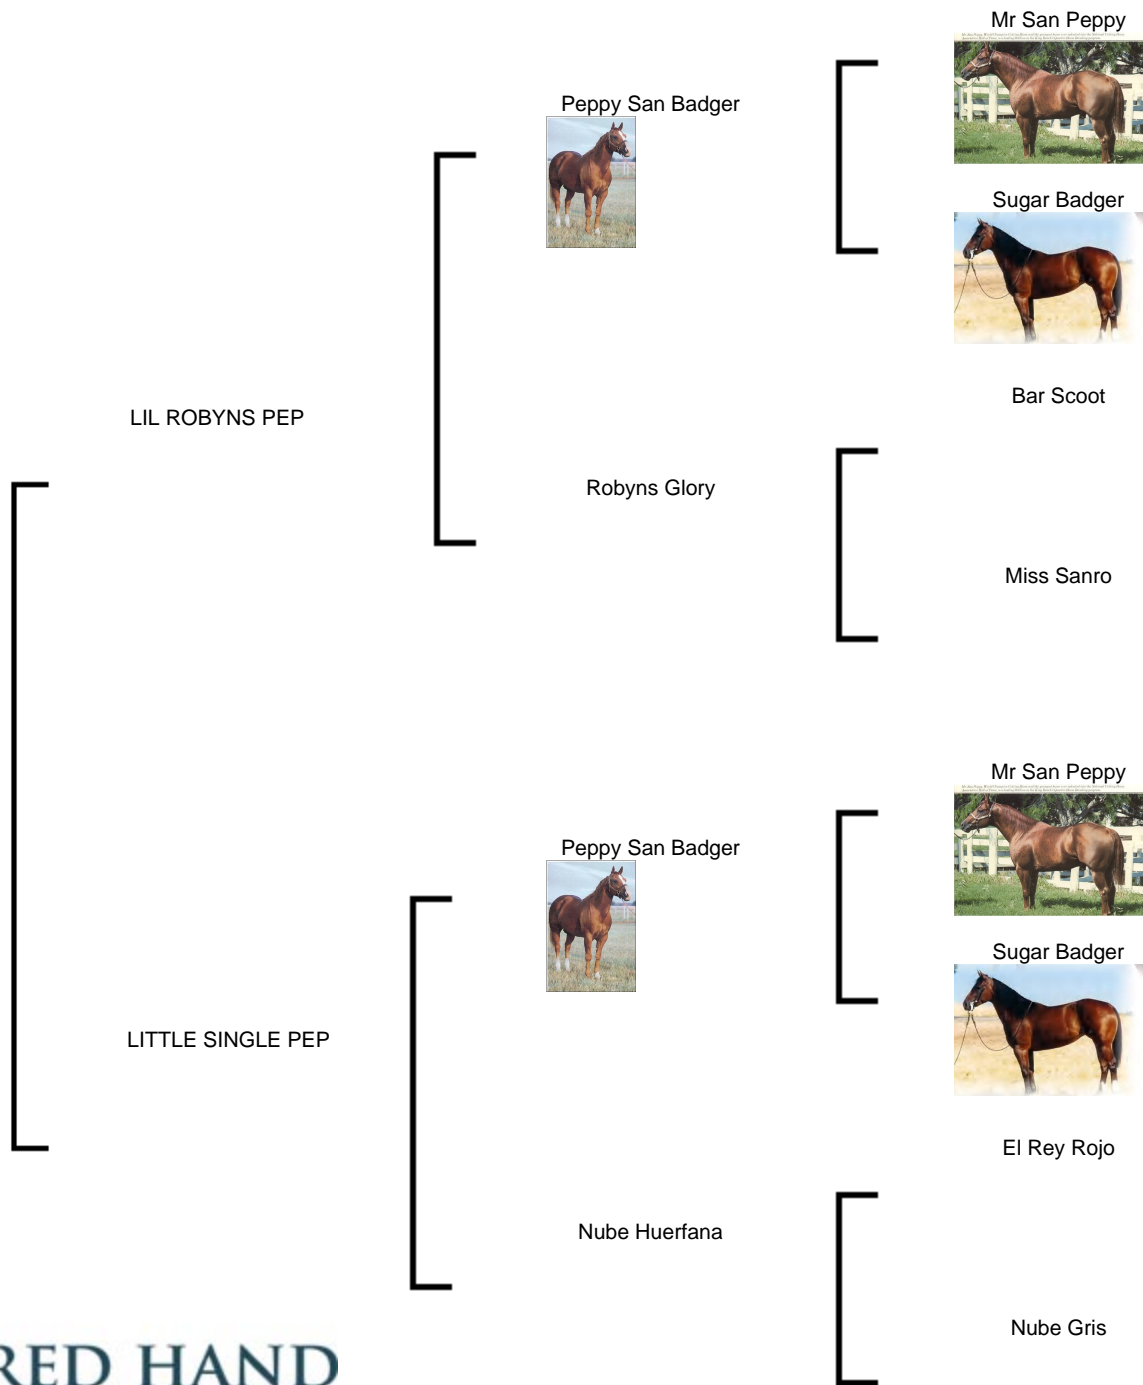 Mr San Peppy
Peppy San Badger
Sugar Badger
Bar Scoot
LIL ROBYNS PEP
Robyns Glory
Miss Sanro
Mr San Peppy
Peppy San Badger
Sugar Badger
LITTLE SINGLE PEP
El Rey Rojo
Nube Huerfana
Nube Gris
RED HAND